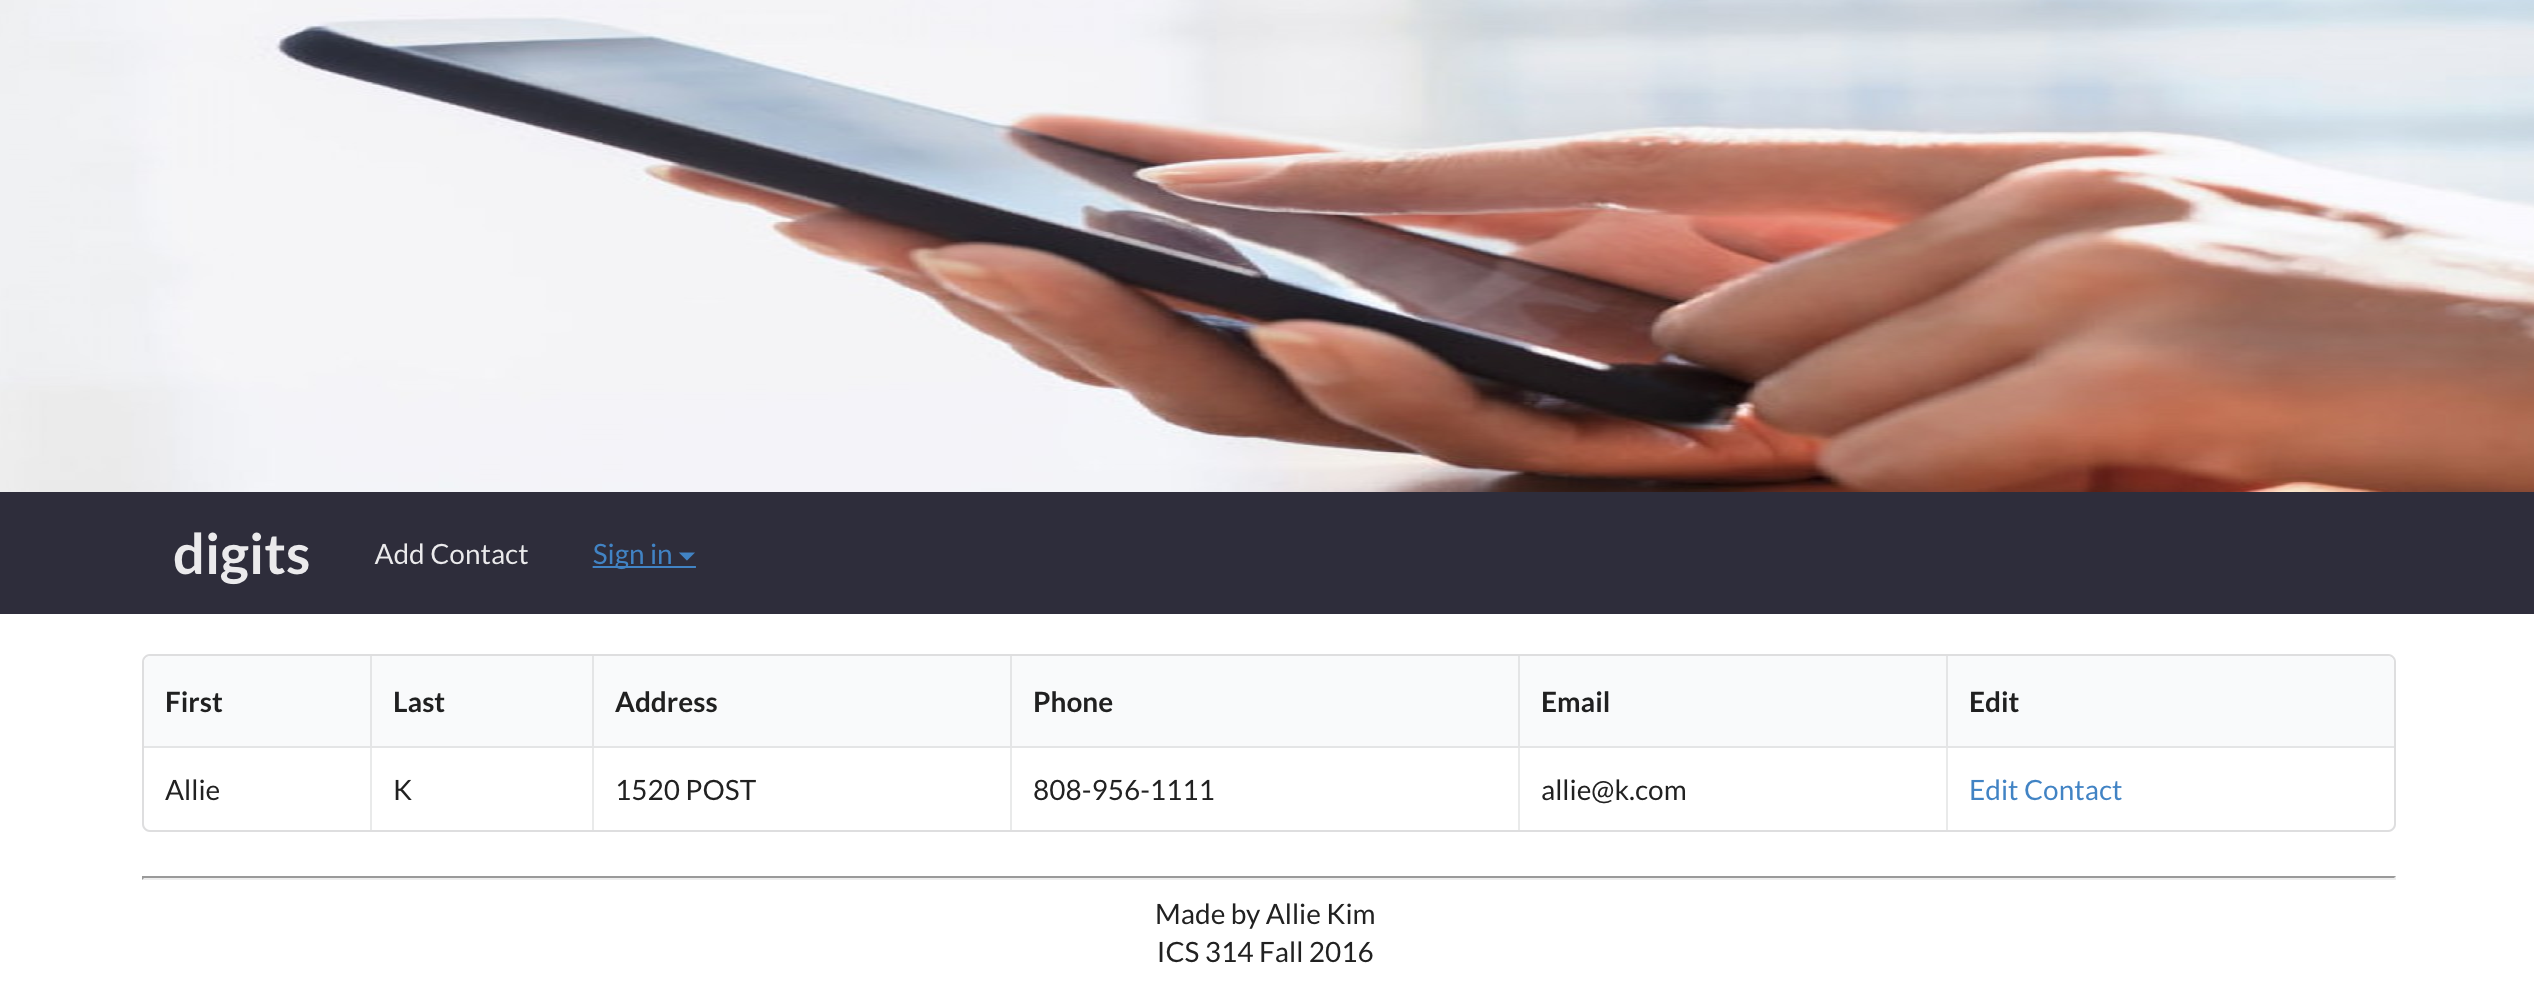 digits Add Contact Sign in
First Last Address Phone Email Edit
Allie K 1520 POST 808-956-1111 allie@k.com Edit Contact
Made by Allie Kim
ICS 314 Fall 2016